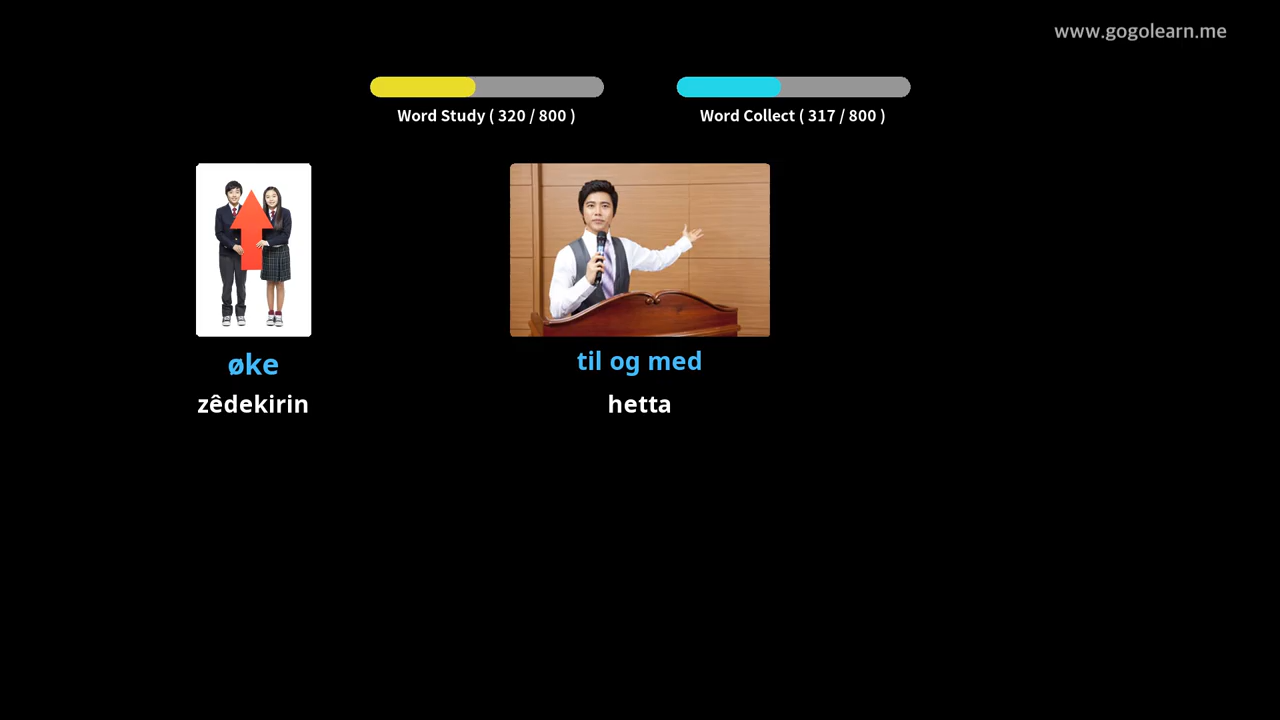 www.gogolearn.me
Word Study ( 320 / 800 )
Word Collect ( 317 / 800 )
øke
til og med
zêdekirin
hetta